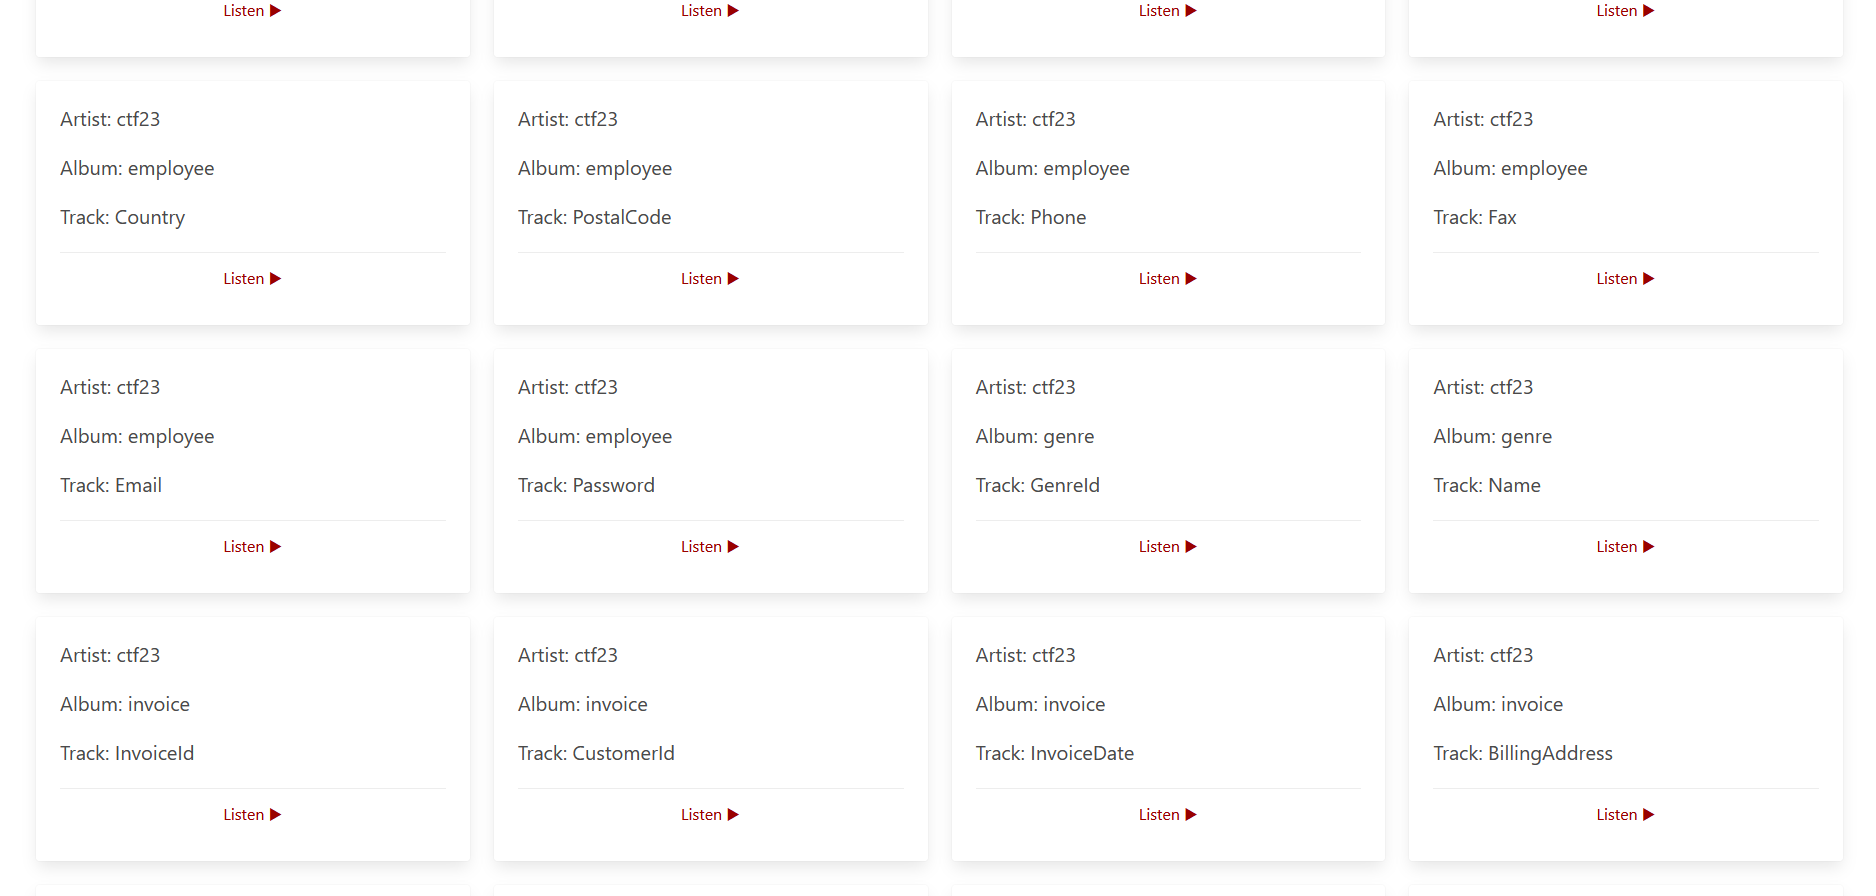 Listen ▶
Listen ▶
Listen ▶
Listen ▶
Artist: ctf23
Album: employee
Track: Country
Listen ▶
Artist: ctf23
Album: employee
Track: PostalCode
Listen ▶
Artist: ctf23
Album: employee
Track: Phone
Listen ▶
Artist: ctf23
Album: employee
Track: Fax
Listen ▶
Artist: ctf23
Album: employee
Track: Email
Listen ▶
Artist: ctf23
Album: employee
Track: Password
Listen ▶
Artist: ctf23
Album: genre
Track: GenreId
Listen ▶
Artist: ctf23
Album: genre
Track: Name
Listen ▶
Artist: ctf23
Album: invoice
Track: InvoiceId
Listen ▶
Artist: ctf23
Album: invoice
Track: CustomerId
Listen ▶
Artist: ctf23
Album: invoice
Track: InvoiceDate
Listen ▶
Artist: ctf23
Album: invoice
Track: BillingAddress
Listen ▶